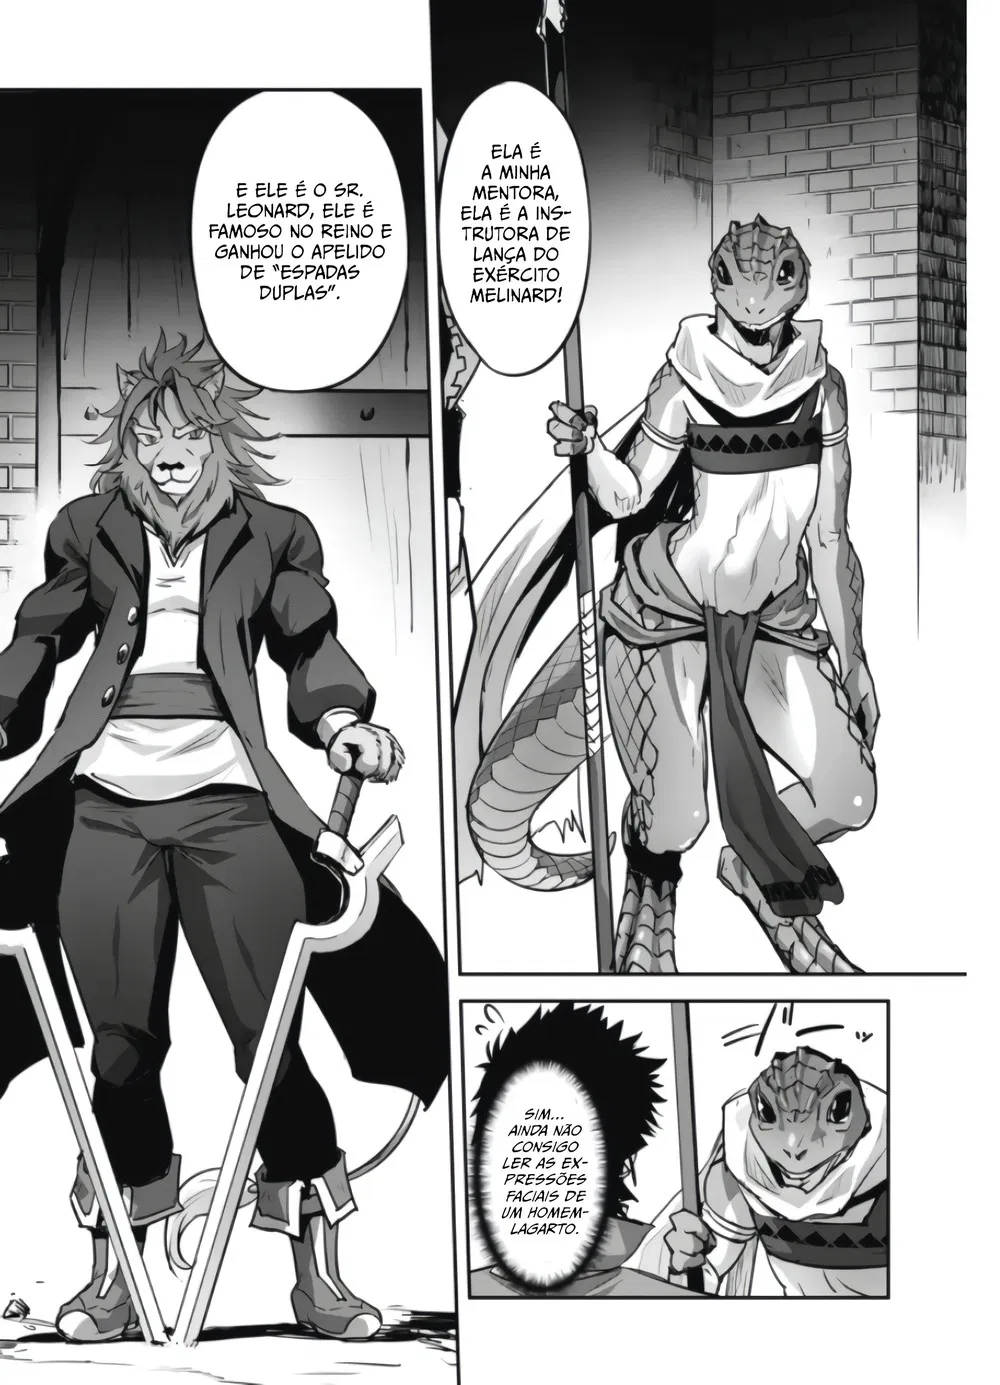 ELA É
A MINHA
MENTORA,
ELA É A INS-
TRUTORA DE
LANÇA DO
EXÉRCITO
MELINARD!
E ELE É O SR.
LEONARD, ELE É
FAMOSO NO REINO E
GANHOU O APELIDO
DE “ESPADAS
DUPLAS”.
SIM...
AINDA NÃO
CONSIGO
LER AS EX-
PRESSÕES
FACIAIS DE
UM HOMEM-
LAGARTO.